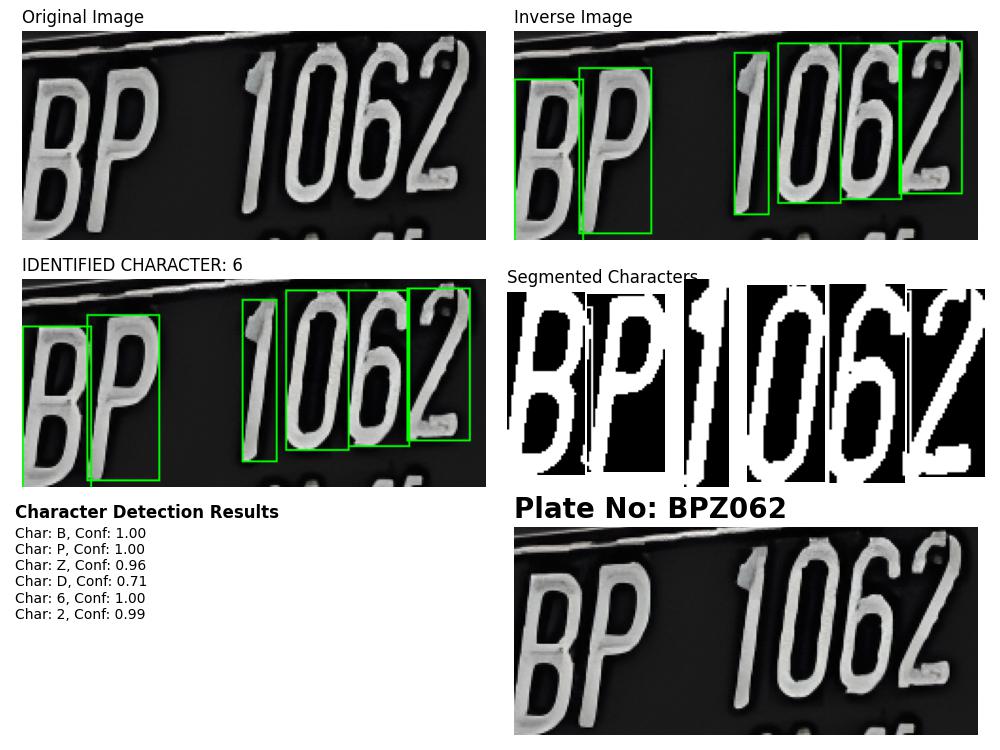 Original Image
BP 1062
Inverse Image
BP 1062
IDENTIFIED CHARACTER: 6
BP 1062
Segmented Characters
BP1062
Character Detection Results
Char: B, Conf: 1.00
Char: P, Conf: 1.00
Char: Z, Conf: 0.96
Char: D, Conf: 0.71
Char: 6, Conf: 1.00
Char: 2, Conf: 0.99
Plate No: BPZ062
BP 1062